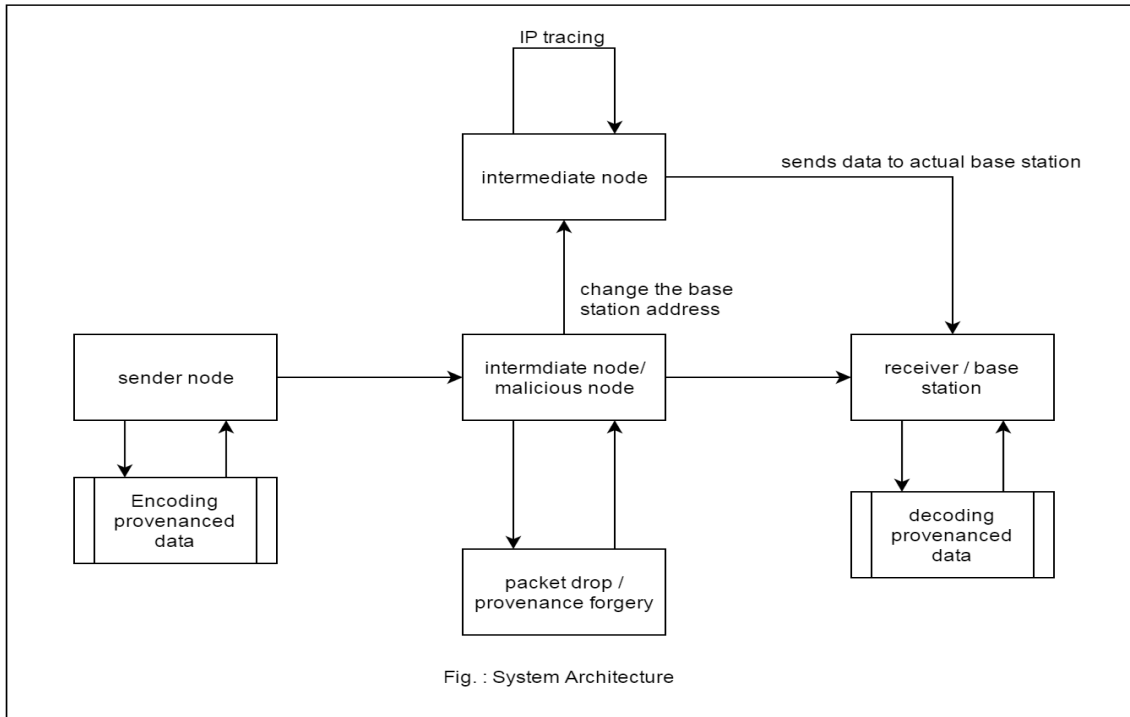 IP tracing
intermediate node
sends data to actual base station
change the base
station address
sender node
intermdiate node/
malicious node
receiver / base
station
Encoding
provenanced
data
decoding
provenanced
data
packet drop /
provenance forgery
Fig. : System Architecture